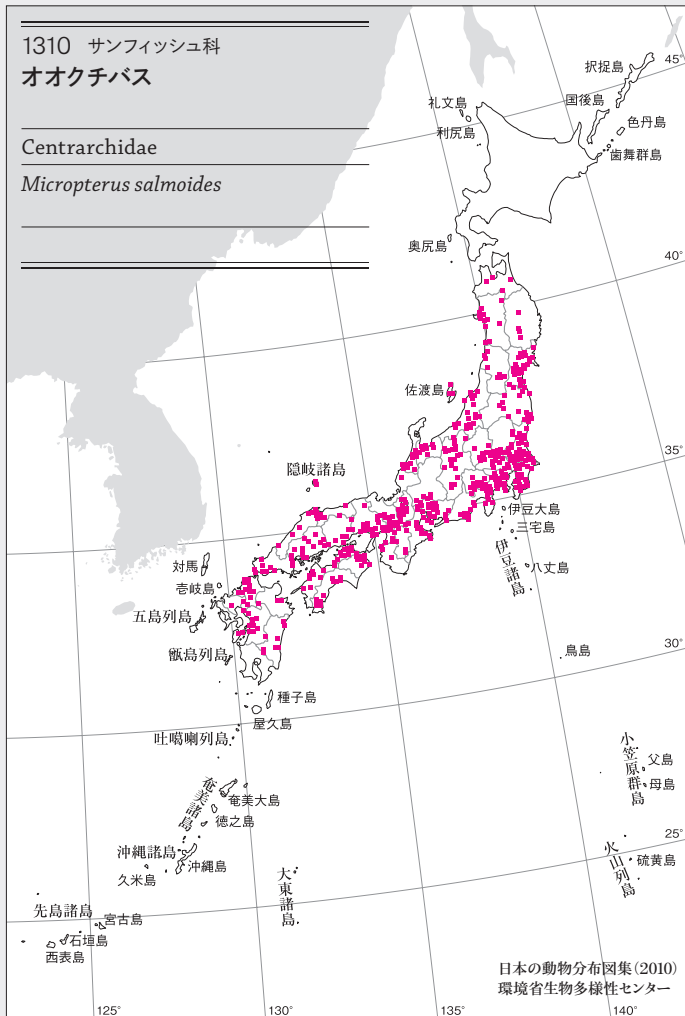 1310 サンフィッシュ科
オオクチバス
Centrarchidae
Micropterus salmoides
択捉島
45°
礼文島
国後島
色丹島
利尻島
歯舞群島
奥尻島
40°
佐渡島
35°
隠岐諸島
伊豆大島
三宅島
伊豆諸島
八丈島
対馬
壱岐島
五島列島
甑島列島
鳥島
30°
種子島
屋久島
吐噶喇列島
小笠原群島
父島
母島
奄美諸島
奄美大島
徳之島
25°
沖縄諸島
沖縄島
久米島
火山列島
硫黄島
大東諸島
先島諸島
宮古島
石垣島
西表島
日本の動物分布図集(2010)
環境省生物多様性センター
125°
130°
135°
140°